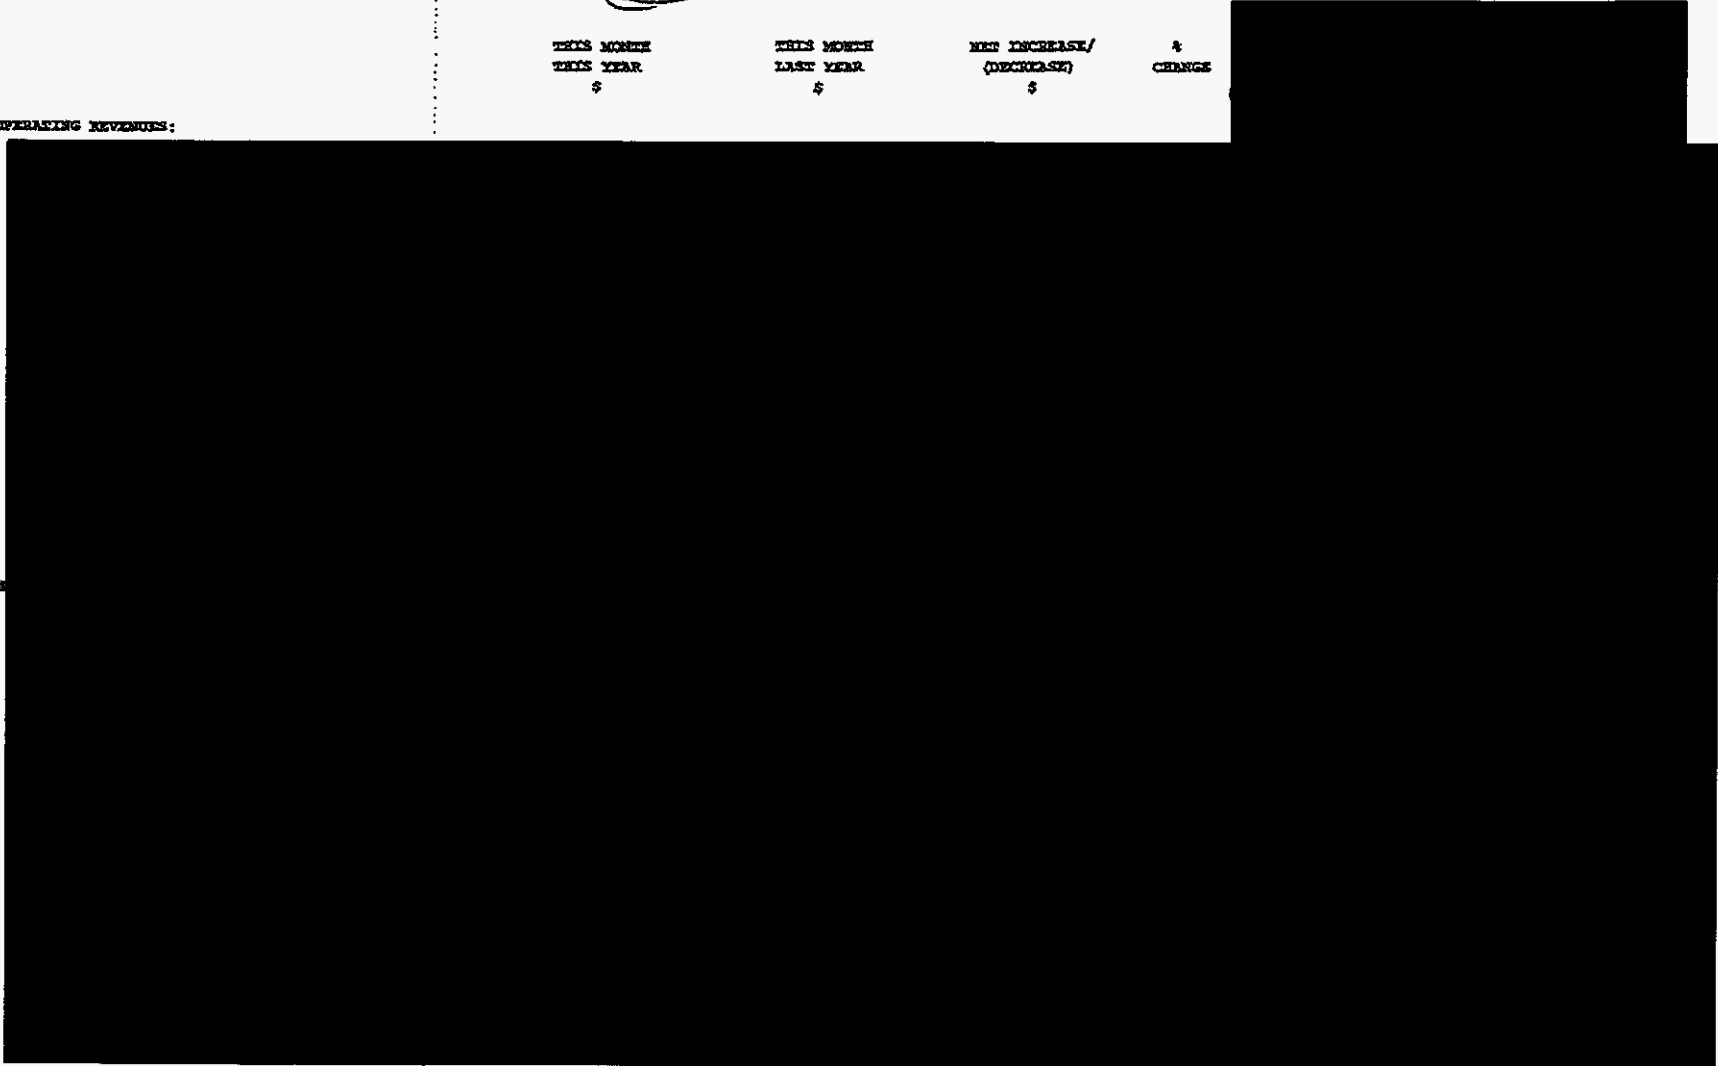 THIS MONTH THIS MONTH NET INCREASE/ %
THIS YEAR LAST YEAR (DECREASE) CHANGE
$ $ $
OPERATING REVENUES: